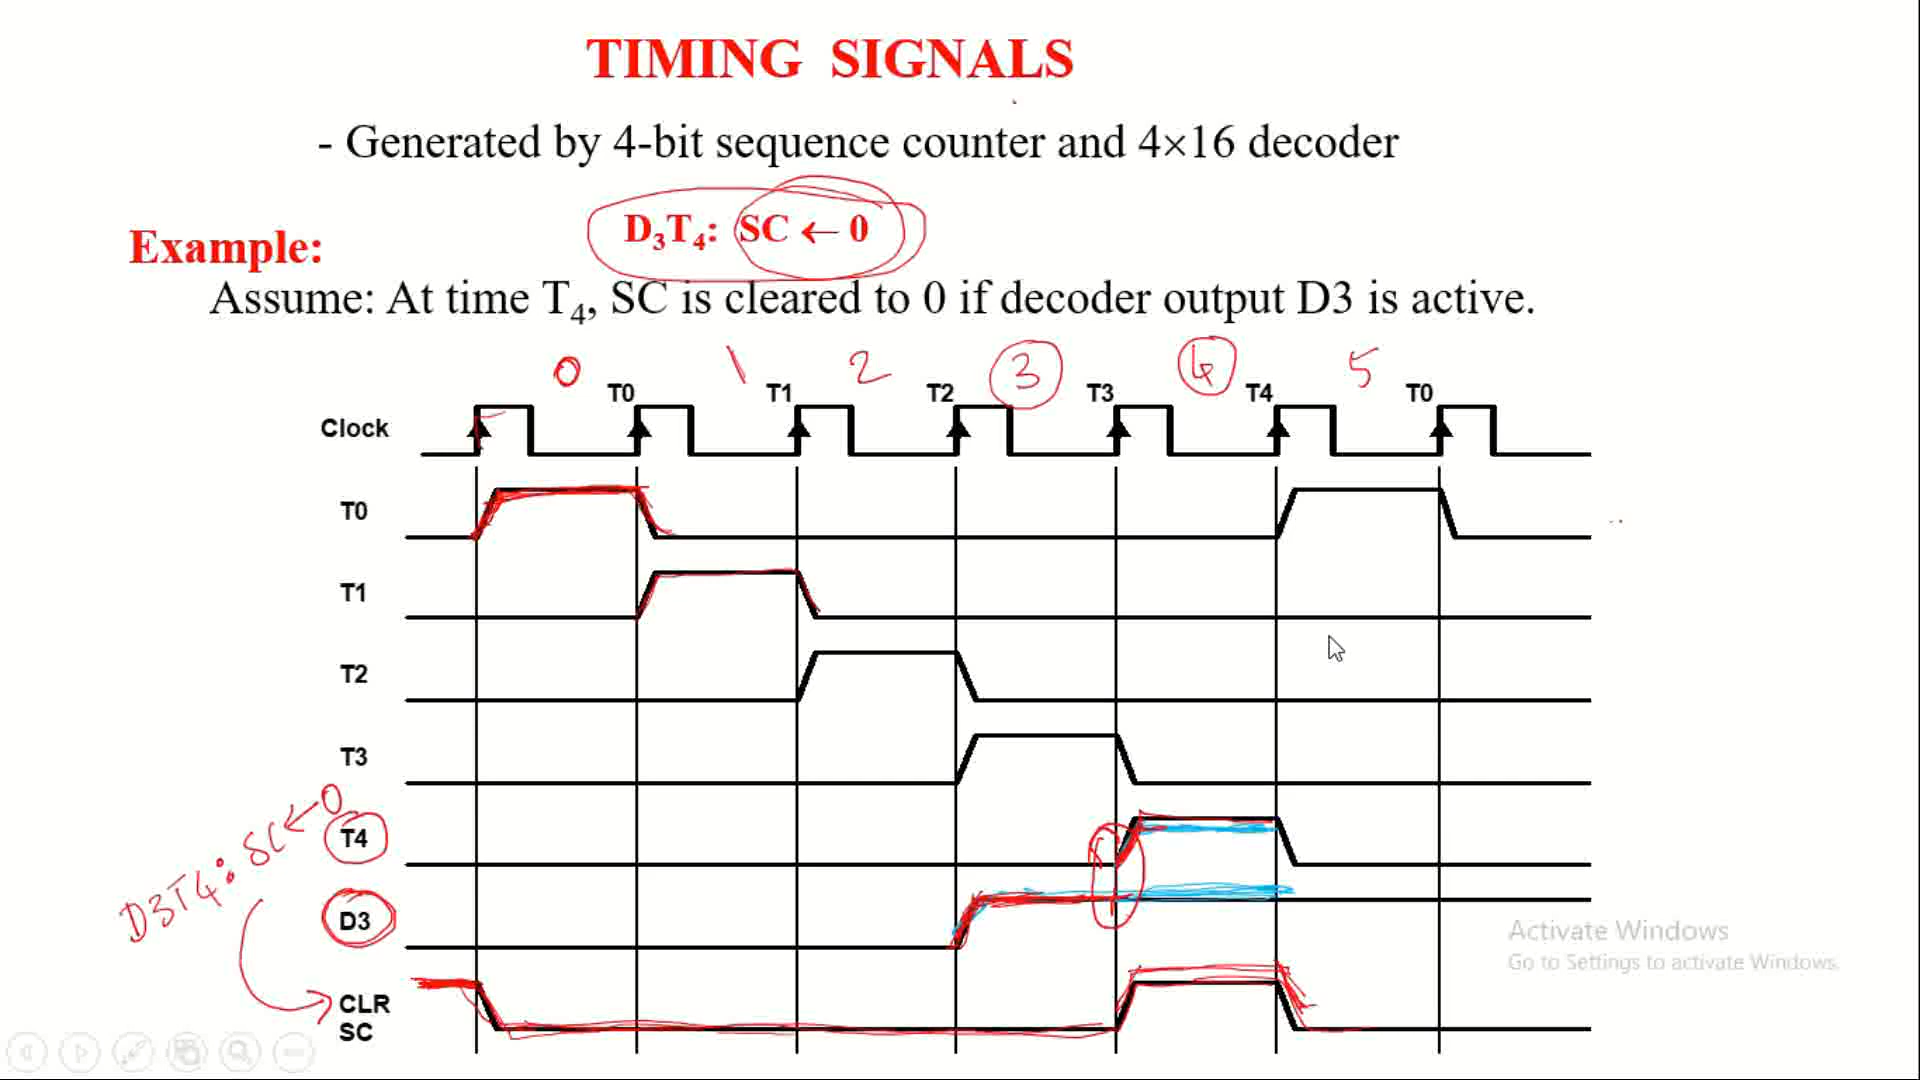 TIMING SIGNALS
- Generated by 4-bit sequence counter and 4×16 decoder
D₃T₄: SC ← 0
Example:
Assume: At time T₄, SC is cleared to 0 if decoder output D3 is active.
0 1 2 3 4 5
T0 T1 T2 T3 T4 T0
Clock
T0
T1
T2
T3
D3T4: SC ← 0
T4
D3
Activate Windows
Go to Settings to activate Windows.
CLR
SC